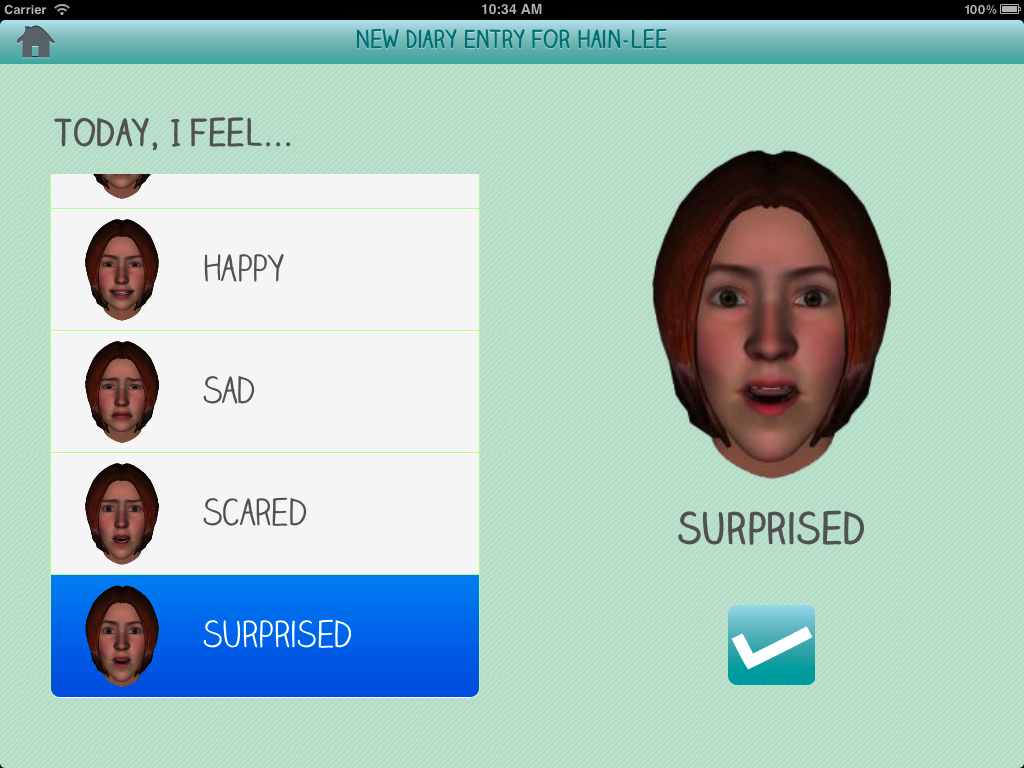 Carrier 10:34 AM 100%
NEW DIARY ENTRY FOR HAIN-LEE
TODAY, I FEEL...
HAPPY
SAD
SCARED
SURPRISED
SURPRISED